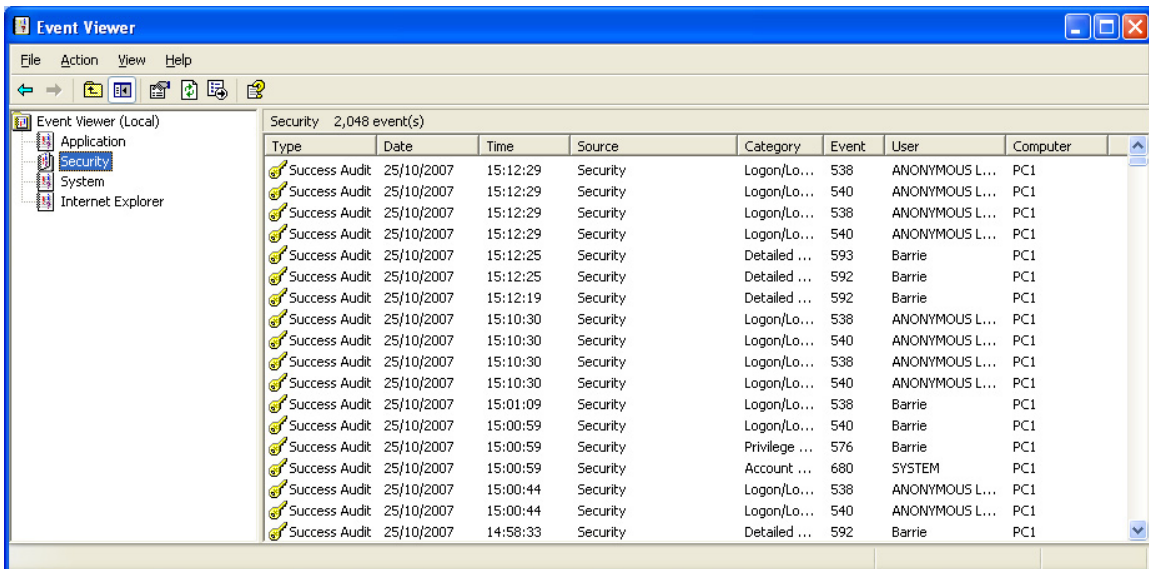 Event Viewer
File Action View Help
Event Viewer (Local)
Application
Security
System
Internet Explorer
Security 2,048 event(s)
Type Date Time Source Category Event User Computer
Success Audit 25/10/2007 15:12:29 Security Logon/Lo... 538 ANONYMOUS L... PC1
Success Audit 25/10/2007 15:12:29 Security Logon/Lo... 540 ANONYMOUS L... PC1
Success Audit 25/10/2007 15:12:29 Security Logon/Lo... 538 ANONYMOUS L... PC1
Success Audit 25/10/2007 15:12:29 Security Logon/Lo... 540 ANONYMOUS L... PC1
Success Audit 25/10/2007 15:12:25 Security Detailed ... 593 Barrie PC1
Success Audit 25/10/2007 15:12:25 Security Detailed ... 592 Barrie PC1
Success Audit 25/10/2007 15:12:19 Security Detailed ... 592 Barrie PC1
Success Audit 25/10/2007 15:10:30 Security Logon/Lo... 538 ANONYMOUS L... PC1
Success Audit 25/10/2007 15:10:30 Security Logon/Lo... 540 ANONYMOUS L... PC1
Success Audit 25/10/2007 15:10:30 Security Logon/Lo... 538 ANONYMOUS L... PC1
Success Audit 25/10/2007 15:10:30 Security Logon/Lo... 540 ANONYMOUS L... PC1
Success Audit 25/10/2007 15:01:09 Security Logon/Lo... 538 Barrie PC1
Success Audit 25/10/2007 15:00:59 Security Logon/Lo... 540 Barrie PC1
Success Audit 25/10/2007 15:00:59 Security Privilege ... 576 Barrie PC1
Success Audit 25/10/2007 15:00:59 Security Account ... 680 SYSTEM PC1
Success Audit 25/10/2007 15:00:44 Security Logon/Lo... 538 ANONYMOUS L... PC1
Success Audit 25/10/2007 15:00:44 Security Logon/Lo... 540 ANONYMOUS L... PC1
Success Audit 25/10/2007 14:58:33 Security Detailed ... 592 Barrie PC1